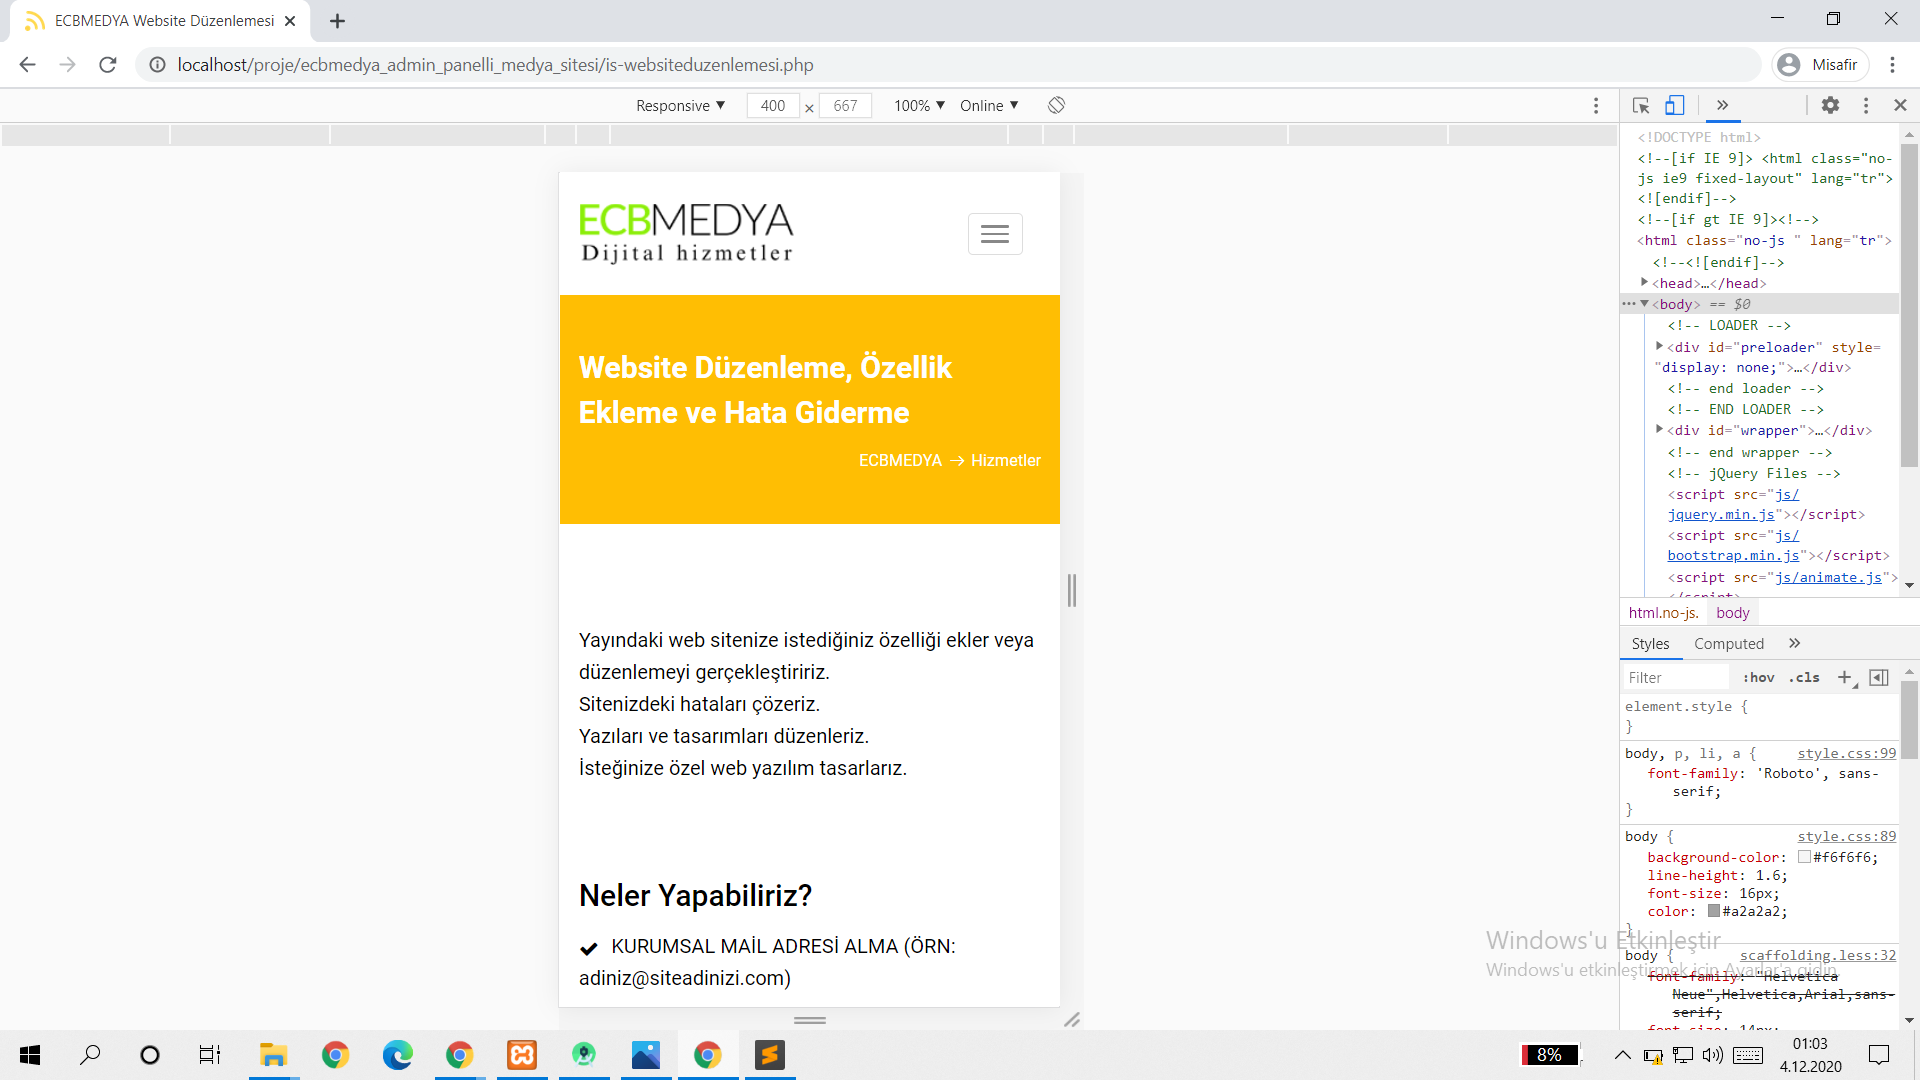 ECBMEDYA Website Düzenlemesi
localhost/proje/ecbmedya_admin_panelli_medya_sitesi/is-websiteduzenlemesi.php
Misafir
Responsive ▼ 400 × 667 100% ▼ Online ▼
ECBMEDYA
Dijital hizmetler
Website Düzenleme, Özellik
Ekleme ve Hata Giderme
ECBMEDYA → Hizmetler
Yayındaki web sitenize istediğiniz özelliği ekler veya
düzenlemeyi gerçekleştiririz.
Sitenizdeki hataları çözeriz.
Yazıları ve tasarımları düzenleriz.
İsteğinize özel web yazılım tasarlarız.
Neler Yapabiliriz?
KURUMSAL MAİL ADRESİ ALMA (ÖRN:
adiniz@siteadinizi.com)
<!DOCTYPE html>
<!--[if IE 9]> <html class="no-
js ie9 fixed-layout" lang="tr">
<![endif]-->
<!--[if gt IE 9]><!-->
<html class="no-js " lang="tr">
<!--<![endif]-->
<head>…</head>
<body> == $0
<!-- LOADER -->
<div id="preloader" style=
"display: none;">…</div>
<!-- end loader -->
<!-- END LOADER -->
<div id="wrapper">…</div>
<!-- end wrapper -->
<!-- jQuery Files -->
<script src="js/
jquery.min.js"></script>
<script src="js/
bootstrap.min.js"></script>
<script src="js/animate.js">
</script>
html.no-js. body
Styles Computed
Filter :hov .cls +
element.style {
}
body, p, li, a { style.css:99
font-family: 'Roboto', sans-
serif;
}
body { style.css:89
background-color: #f6f6f6;
line-height: 1.6;
font-size: 16px;
color: #a2a2a2;
}
body { scaffolding.less:32
font-family: "Helvetica
Neue",Helvetica,Arial,sans-
serif;
font-size: 14px;
Windows'u Etkinleştir
Windows'u etkinleştirmek için Ayarlar'a gidin.
8%
01:03
4.12.2020